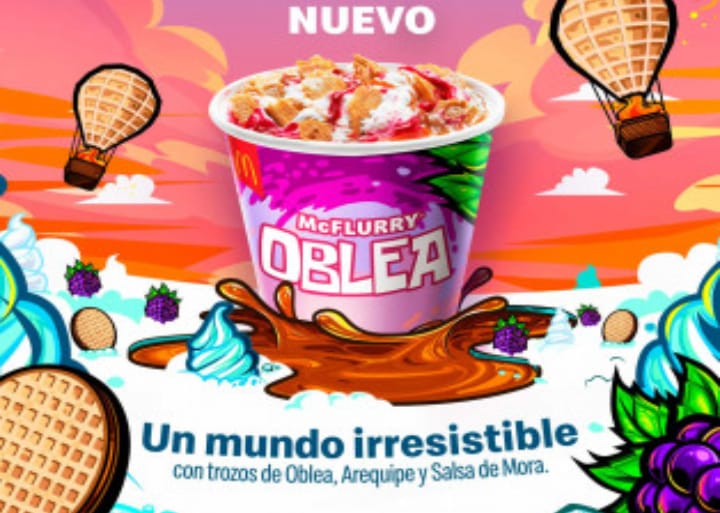 NUEVO
McFLURRY
OBLEA
Un mundo irresistible
con trozos de Oblea, Arequipe y Salsa de Mora.